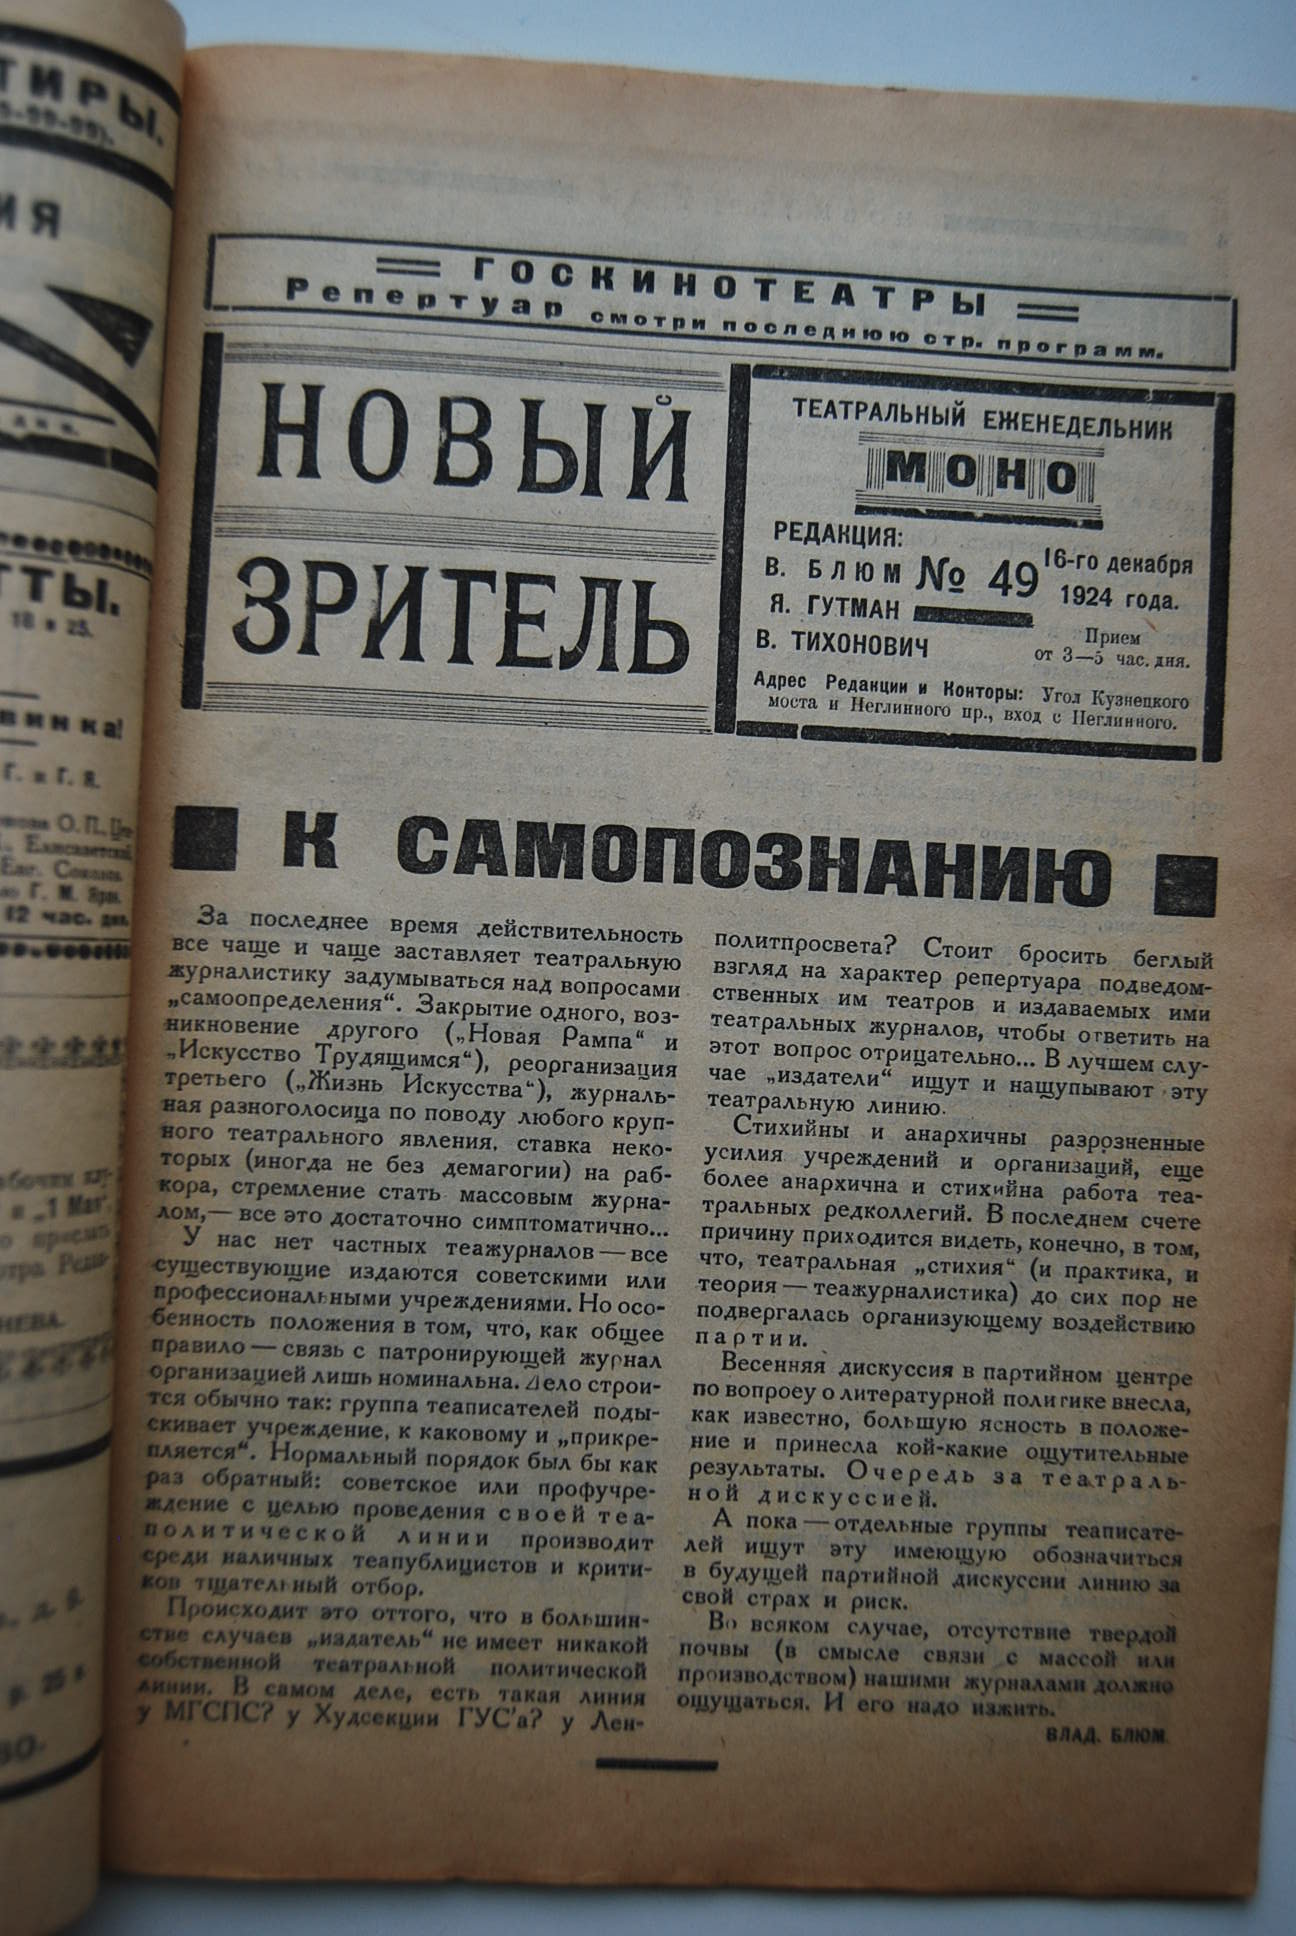 ТИРЫ.
ИЯ
ТТЫ.
18 и 25.
винка!
Г. и Г. Я.
12 час. дня.
ГОСКИНОТЕАТРЫ
Репертуар смотри последнюю стр. программ.
НОВЫЙ
ЗРИТЕЛЬ
ТЕАТРАЛЬНЫЙ ЕЖЕНЕДЕЛЬНИК
МОНО
РЕДАКЦИЯ:
В. БЛЮМ
Я. ГУТМАН
В. ТИХОНОВИЧ
№ 49
16-го декабря
1924 года.
Прием
от 3—5 час. дня.
Адрес Редакции и Конторы: Угол Кузнецкого
моста и Неглинного пр., вход с Неглинного.
К САМОПОЗНАНИЮ
За последнее время действительность
все чаще и чаще заставляет театральную
журналистику задумываться над вопросами
„самоопределения“. Закрытие одного, воз-
никновение другого („Новая Рампа“ и
„Искусство Трудящимся“), реорганизация
третьего („Жизнь Искусства“), журналь-
ная разноголосица по поводу любого круп-
ного театрального явления, ставка неко-
торых (иногда не без демагогии) на раб-
кора, стремление стать массовым журна-
лом,— все это достаточно симптоматично...
У нас нет частных теажурналов—все
существующие издаются советскими или
профессиональными учреждениями. Но осо-
бенность положения в том, что, как общее
правило—связь с патронирующей журнал
организацией лишь номинальна. Дело строи-
тся обычно так: группа теаписателей поды-
скивает учреждение, к каковому и „прикре-
пляется“. Нормальный порядок был бы как
раз обратный: советское или профучре-
ждение с целью проведения своей теа-
политической линии производит
среди наличных теапублицистов и крити-
ков тщательный отбор.
Происходит это оттого, что в большин-
стве случаев „издатель“ не имеет никакой
собственной театральной политической
линии. В самом деле, есть такая линия
у МГСПС? у Худсекции ГУС’а? у Лен-
политпросвета? Стоит бросить беглый
взгляд на характер репертуара подведом-
ственных им театров и издаваемых ими
театральных журналов, чтобы ответить на
этот вопрос отрицательно... В лучшем слу-
чае „издатели“ ищут и нащупывают эту
театральную линию.
Стихийны и анархичны разрозненные
усилия учреждений и организаций, еще
более анархична и стихийна работа теа-
тральных редколлегий. В последнем счете
причину приходится видеть, конечно, в том,
что, театральная „стихия“ (и практика, и
теория—теажурналистика) до сих пор не
подвергалась организующему воздействию
партии.
Весенняя дискуссия в партийном центре
по вопросу о литературной политике внесла,
как известно, большую ясность в положе-
ние и принесла кой-какие ощутительные
результаты. Очередь за театраль-
ной дискуссией.
А пока—отдельные группы теаписате-
лей ищут эту имеющую обозначиться
в будущей партийной дискуссии линию за
свой страх и риск.
Во всяком случае, отсутствие твердой
почвы (в смысле связи с массой или
производством) нашими журналами должно
ощущаться. И его надо изжить.
ВЛАД. БЛЮМ.